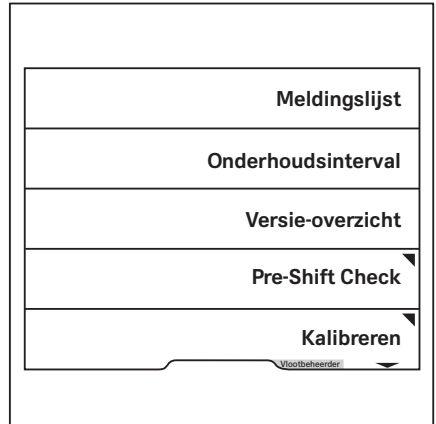 Meldingslijst
Onderhoudsinterval
Versie-overzicht
Pre-Shift Check
Kalibreren
Vlootbeheerder